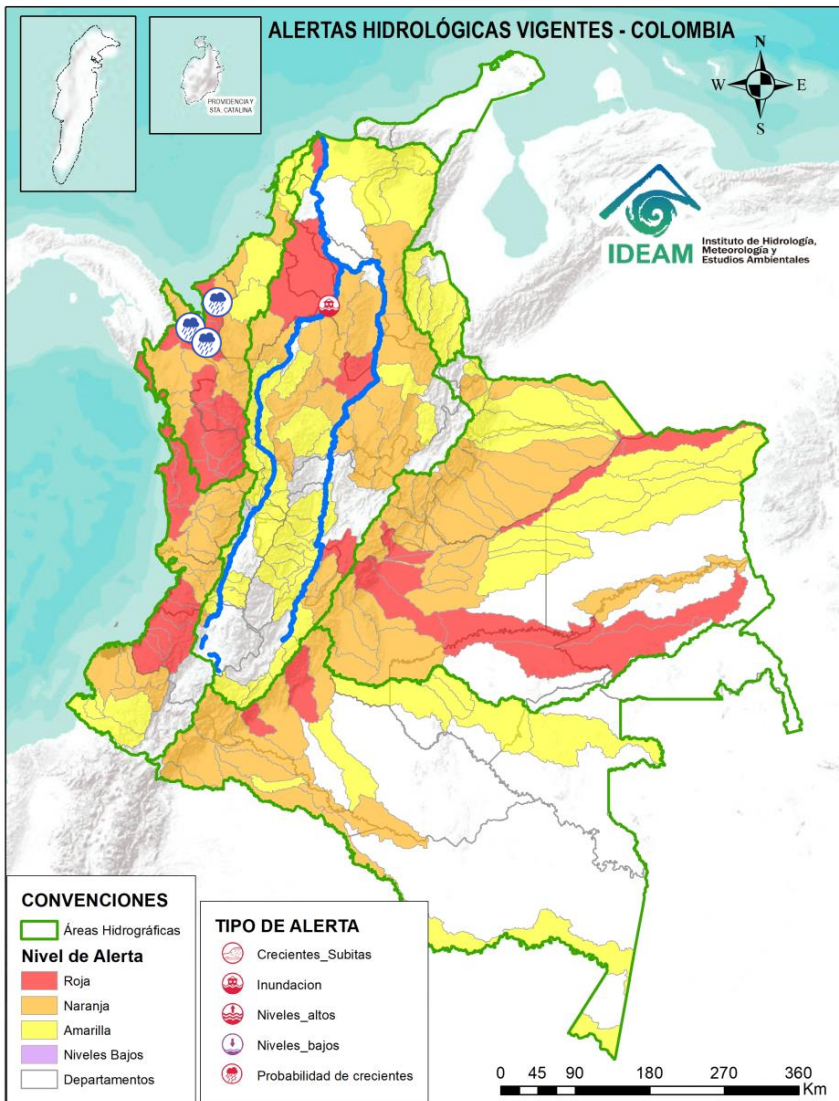 ALERTAS HIDROLÓGICAS VIGENTES - COLOMBIA
PROVIDENCIA Y
STA. CATALINA
N
W
E
S
IDEAM
Instituto de Hidrología,
Meteorología y
Estudios Ambientales
CONVENCIONES
Áreas Hidrográficas
Nivel de Alerta
Roja
Naranja
Amarilla
Niveles Bajos
Departamentos
TIPO DE ALERTA
Crecientes_Subitas
Inundacion
Niveles_altos
Niveles_bajos
Probabilidad de crecientes
0 45 90 180 270 360
Km